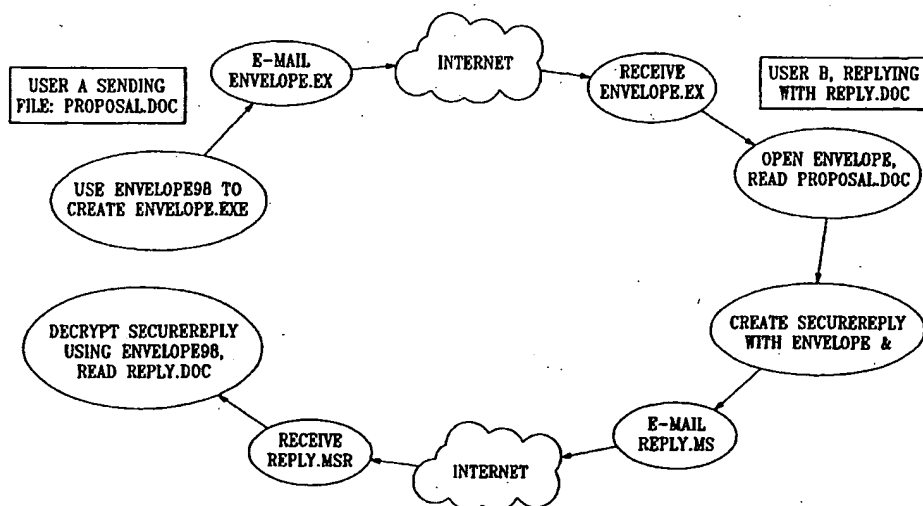 USER A SENDING
FILE: PROPOSAL.DOC
E-MAIL
ENVELOPE.EX
INTERNET
RECEIVE
ENVELOPE.EX
USER B, REPLYING
WITH REPLY.DOC
USE ENVELOPE98 TO
CREATE ENVELOPE.EXE
OPEN ENVELOPE,
READ PROPOSAL.DOC
DECRYPT SECUREREPLY
USING ENVELOPE98,
READ REPLY.DOC
CREATE SECUREREPLY
WITH ENVELOPE &
RECEIVE
REPLY.MSR
INTERNET
E-MAIL
REPLY.MS